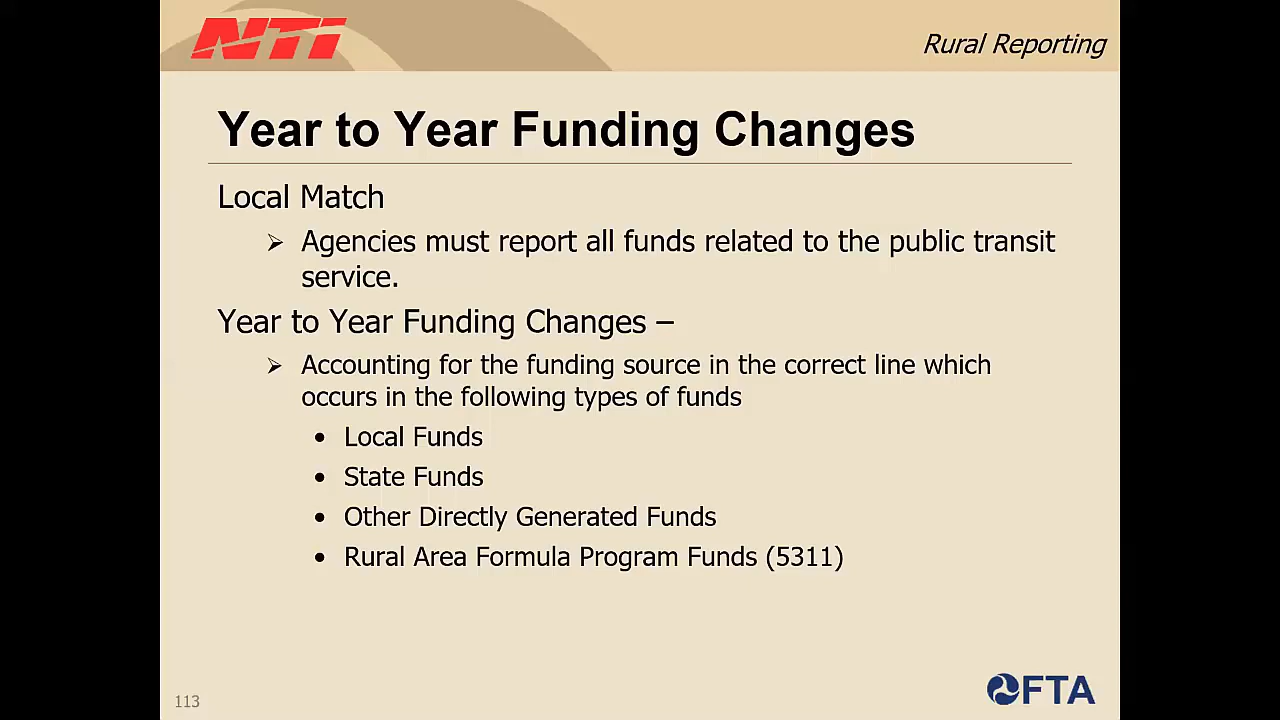 NTI
Rural Reporting
Year to Year Funding Changes
Local Match
➢ Agencies must report all funds related to the public transit
service.
Year to Year Funding Changes –
➢ Accounting for the funding source in the correct line which
occurs in the following types of funds
• Local Funds
• State Funds
• Other Directly Generated Funds
• Rural Area Formula Program Funds (5311)
113
FTA